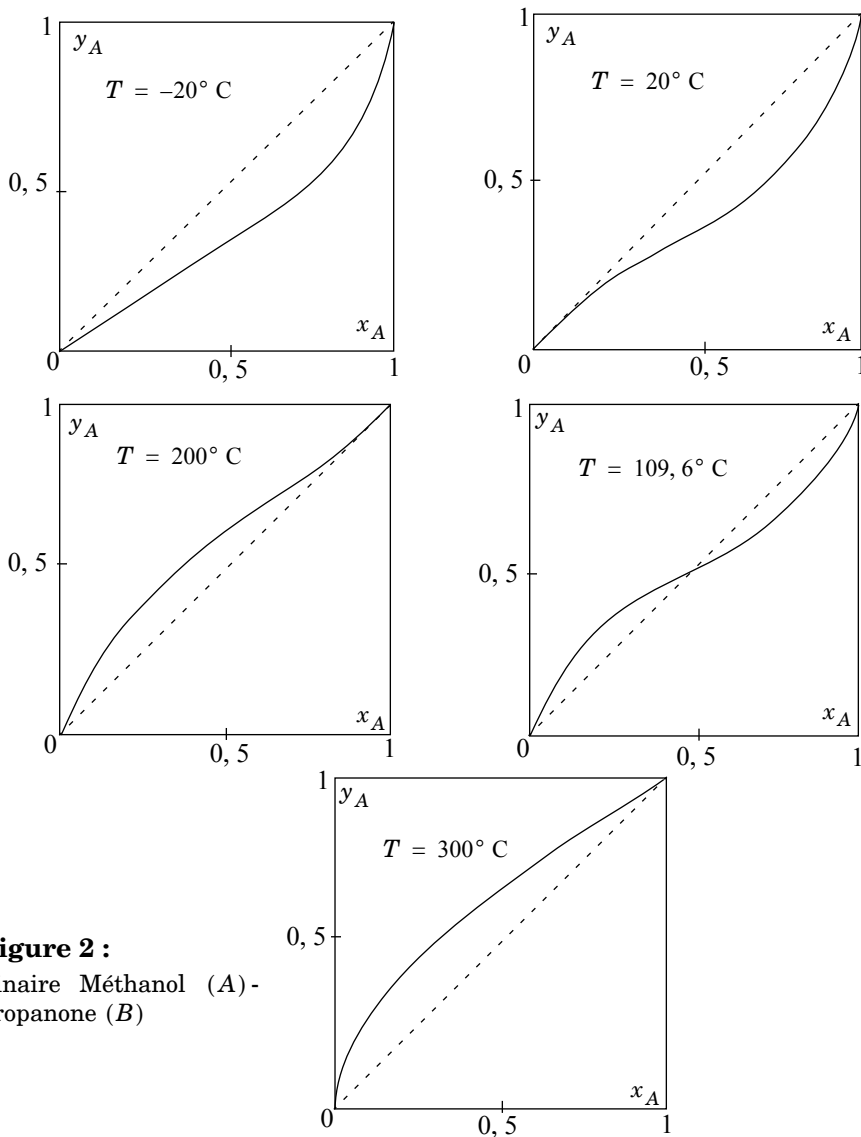 1
y_A
T = –20° C
0, 5
x_A
0
0, 5
1
1
y_A
T = 20° C
0, 5
x_A
0
0, 5
1
1
y_A
T = 200° C
0, 5
x_A
0
0, 5
1
1
y_A
T = 109, 6° C
0, 5
x_A
0
0, 5
1
1
y_A
T = 300° C
0, 5
x_A
0
0, 5
1
igure 2 :
naire Méthanol (A)-
ropanone (B)